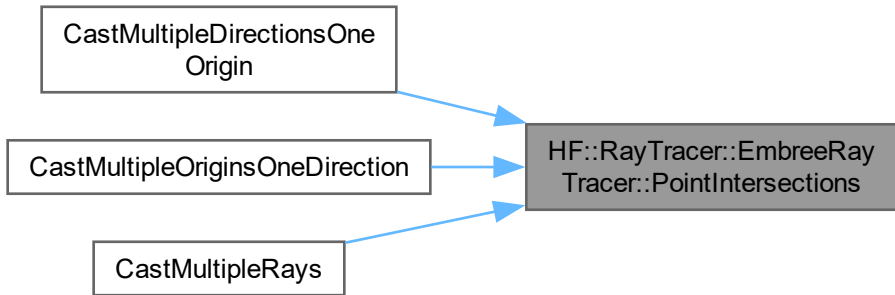 CastMultipleDirectionsOne
Origin
CastMultipleOriginsOneDirection
CastMultipleRays
HF::RayTracer::EmbreeRay
Tracer::PointIntersections